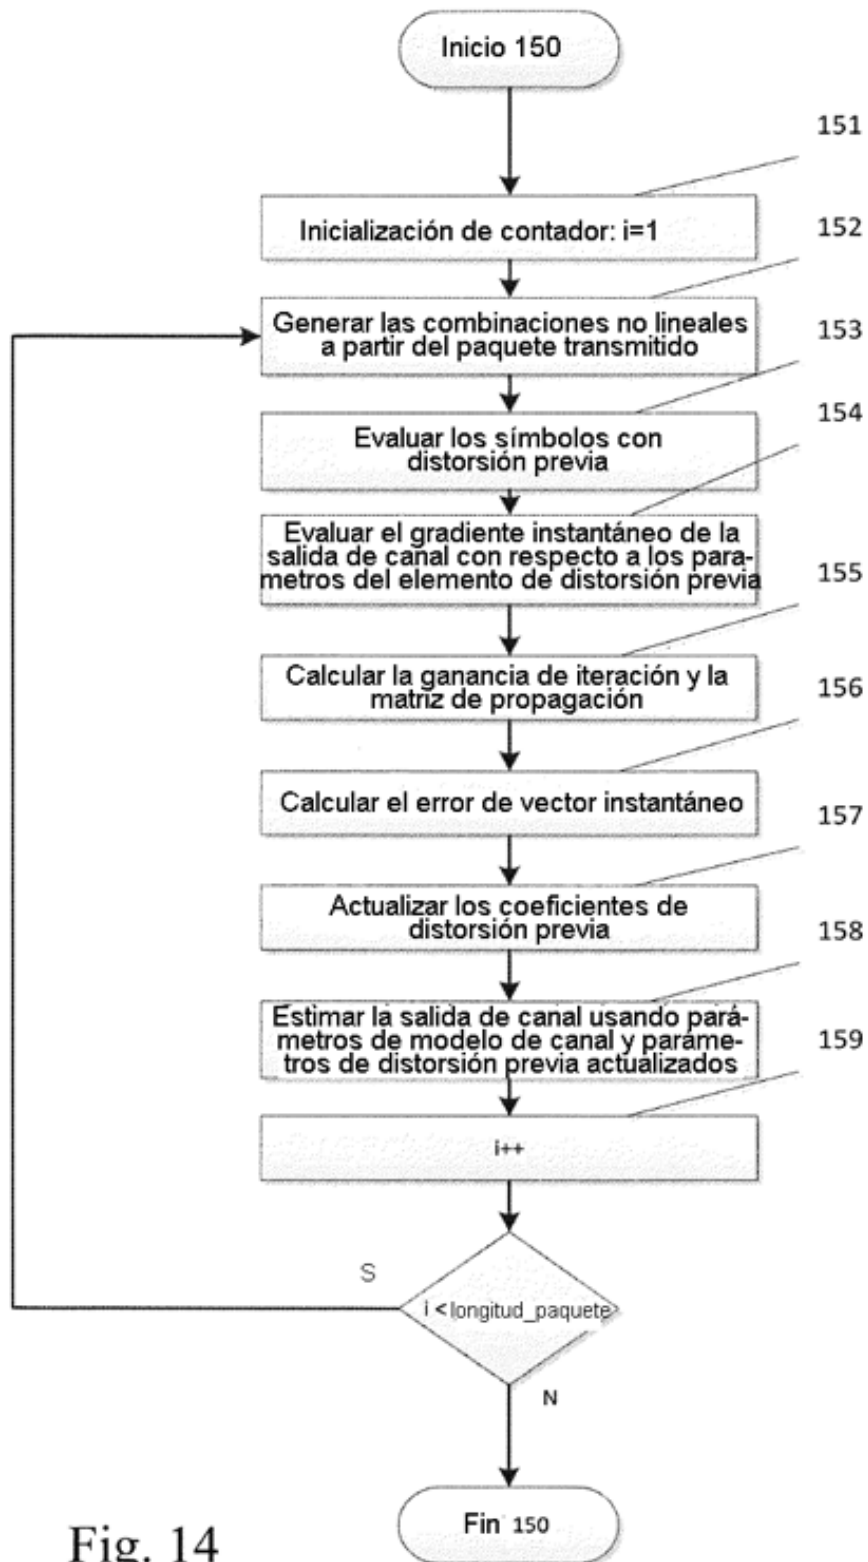 Inicio 150
151
Inicialización de contador: i=1
152
Generar las combinaciones no lineales
a partir del paquete transmitido
153
Evaluar los símbolos con
distorsión previa
154
Evaluar el gradiente instantáneo de la
salida de canal con respecto a los para-
metros del elemento de distorsión previa
155
Calcular la ganancia de iteración y la
matriz de propagación
156
Calcular el error de vector instantáneo
157
Actualizar los coeficientes de
distorsión previa
158
Estimar la salida de canal usando pará-
metros de modelo de canal y paráme-
tros de distorsión previa actualizados
159
i++
S
i <longitud_paquete
N
Fin 150
Fig. 14